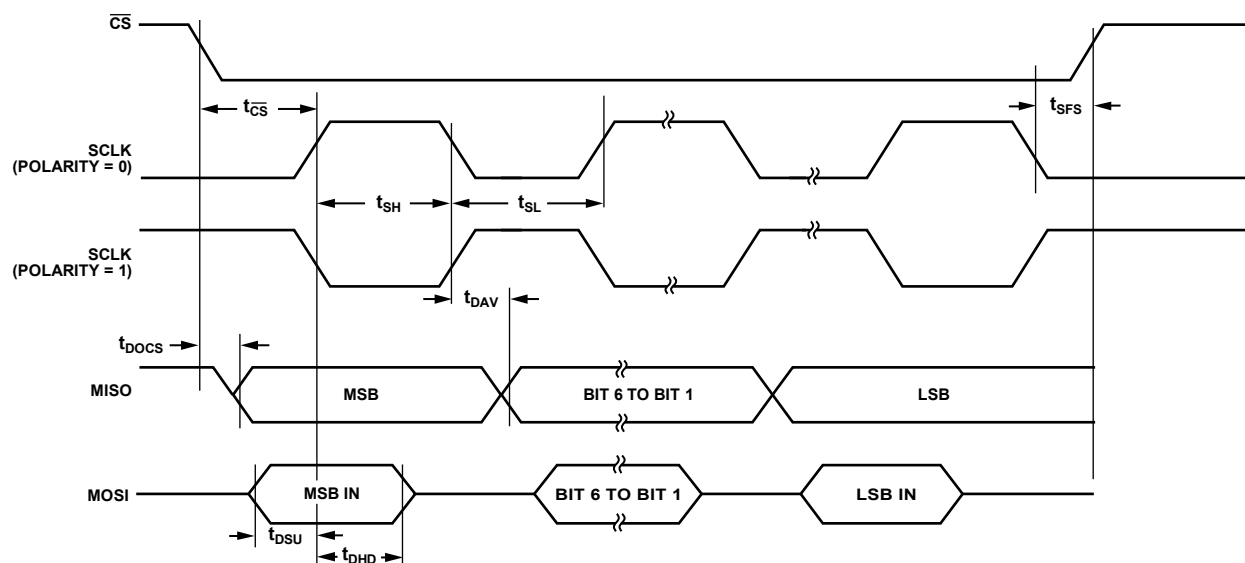 CS
tCS
tSFS
SCLK
(POLARITY = 0)
tSH
tSL
SCLK
(POLARITY = 1)
tDAV
tDOCS
MISO
MSB
BIT 6 TO BIT 1
LSB
MOSI
MSB IN
BIT 6 TO BIT 1
LSB IN
tDSU
tDHD